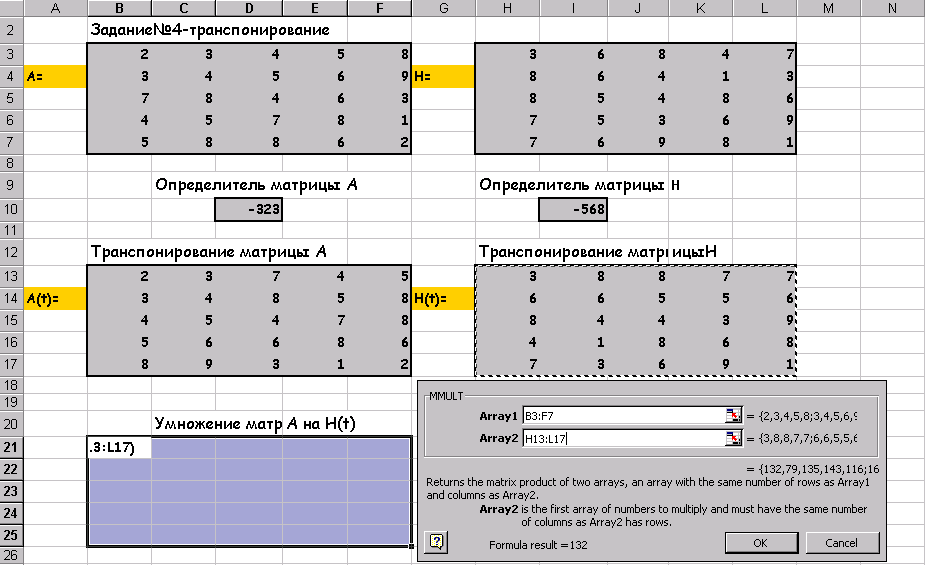 A B C D E F G H I J K L M N
2 Задание№4-транспонирование
3 2 3 4 5 8 3 6 8 4 7
4 A= 3 4 5 6 9 H= 8 6 4 1 3
5 7 8 4 6 3 8 5 4 8 6
6 4 5 7 8 1 7 5 3 6 9
7 5 8 8 6 2 7 6 9 8 1
8
9 Определитель матрицы А Определитель матрицы Н
10 -323 -568
11
12 Транспонирование матрицы А Транспонирование матрицыН
13 2 3 7 4 5 3 8 8 7 7
14 A(t)= 3 4 8 5 8 H(t)= 6 6 5 5 6
15 4 5 4 7 8 8 4 4 3 9
16 5 6 6 8 6 4 1 8 6 8
17 8 9 3 1 2 7 3 6 9 1
18
19
20 Умножение матр А на H(t)
21 .3:L17)
22
23
24
25
26
MMULT
Array1 B3:F7 = {2,3,4,5,8;3,4,5,6,9
Array2 H13:L17 = {3,8,8,7,7;6,6,5,5,6
= {132,79,135,143,116;16
Returns the matrix product of two arrays, an array with the same number of rows as Array1
and columns as Array2.
Array2 is the first array of numbers to multiply and must have the same number
of columns as Array2 has rows.
? Formula result =132 OK Cancel